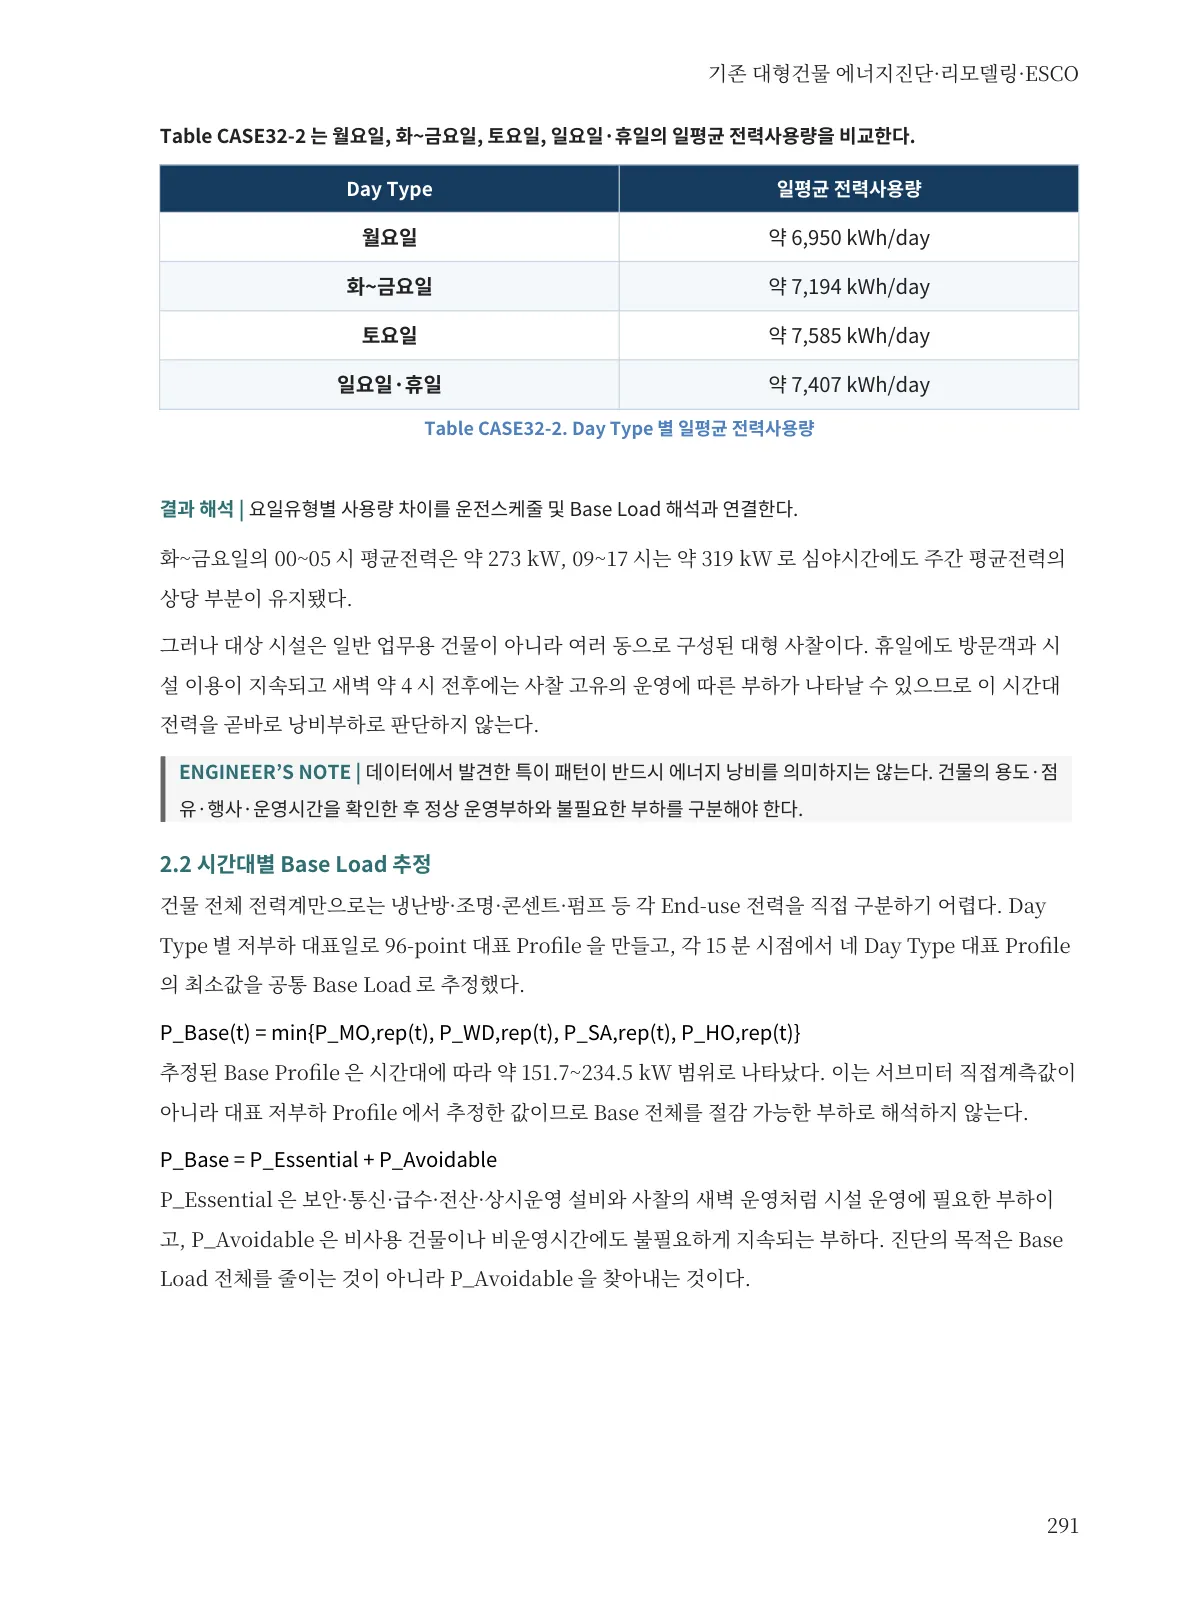 기존 대형건물 에너지진단·리모델링·ESCO
Table CASE32-2 는 월요일, 화~금요일, 토요일, 일요일·휴일의 일평균 전력사용량을 비교한다.
Day Type 일평균 전력사용량
월요일 약 6,950 kWh/day
화~금요일 약 7,194 kWh/day
토요일 약 7,585 kWh/day
일요일·휴일 약 7,407 kWh/day
Table CASE32-2. Day Type 별 일평균 전력사용량
결과 해석 | 요일유형별 사용량 차이를 운전스케줄 및 Base Load 해석과 연결한다.
화~금요일의 00~05 시 평균전력은 약 273 kW, 09~17 시는 약 319 kW 로 심야시간에도 주간 평균전력의
상당 부분이 유지됐다.
그러나 대상 시설은 일반 업무용 건물이 아니라 여러 동으로 구성된 대형 사찰이다. 휴일에도 방문객과 시
설 이용이 지속되고 새벽 약 4 시 전후에는 사찰 고유의 운영에 따른 부하가 나타날 수 있으므로 이 시간대
전력을 곧바로 낭비부하로 판단하지 않는다.
ENGINEER’S NOTE | 데이터에서 발견한 특이 패턴이 반드시 에너지 낭비를 의미하지는 않는다. 건물의 용도·점
유·행사·운영시간을 확인한 후 정상 운영부하와 불필요한 부하를 구분해야 한다.
2.2 시간대별 Base Load 추정
건물 전체 전력계만으로는 냉난방·조명·콘센트·펌프 등 각 End-use 전력을 직접 구분하기 어렵다. Day
Type 별 저부하 대표일로 96-point 대표 Profile 을 만들고, 각 15 분 시점에서 네 Day Type 대표 Profile
의 최소값을 공통 Base Load 로 추정했다.
P_Base(t) = min{P_MO,rep(t), P_WD,rep(t), P_SA,rep(t), P_HO,rep(t)}
추정된 Base Profile 은 시간대에 따라 약 151.7~234.5 kW 범위로 나타났다. 이는 서브미터 직접계측값이
아니라 대표 저부하 Profile 에서 추정한 값이므로 Base 전체를 절감 가능한 부하로 해석하지 않는다.
P_Base = P_Essential + P_Avoidable
P_Essential 은 보안·통신·급수·전산·상시운영 설비와 사찰의 새벽 운영처럼 시설 운영에 필요한 부하이
고, P_Avoidable 은 비사용 건물이나 비운영시간에도 불필요하게 지속되는 부하다. 진단의 목적은 Base
Load 전체를 줄이는 것이 아니라 P_Avoidable 을 찾아내는 것이다.
291